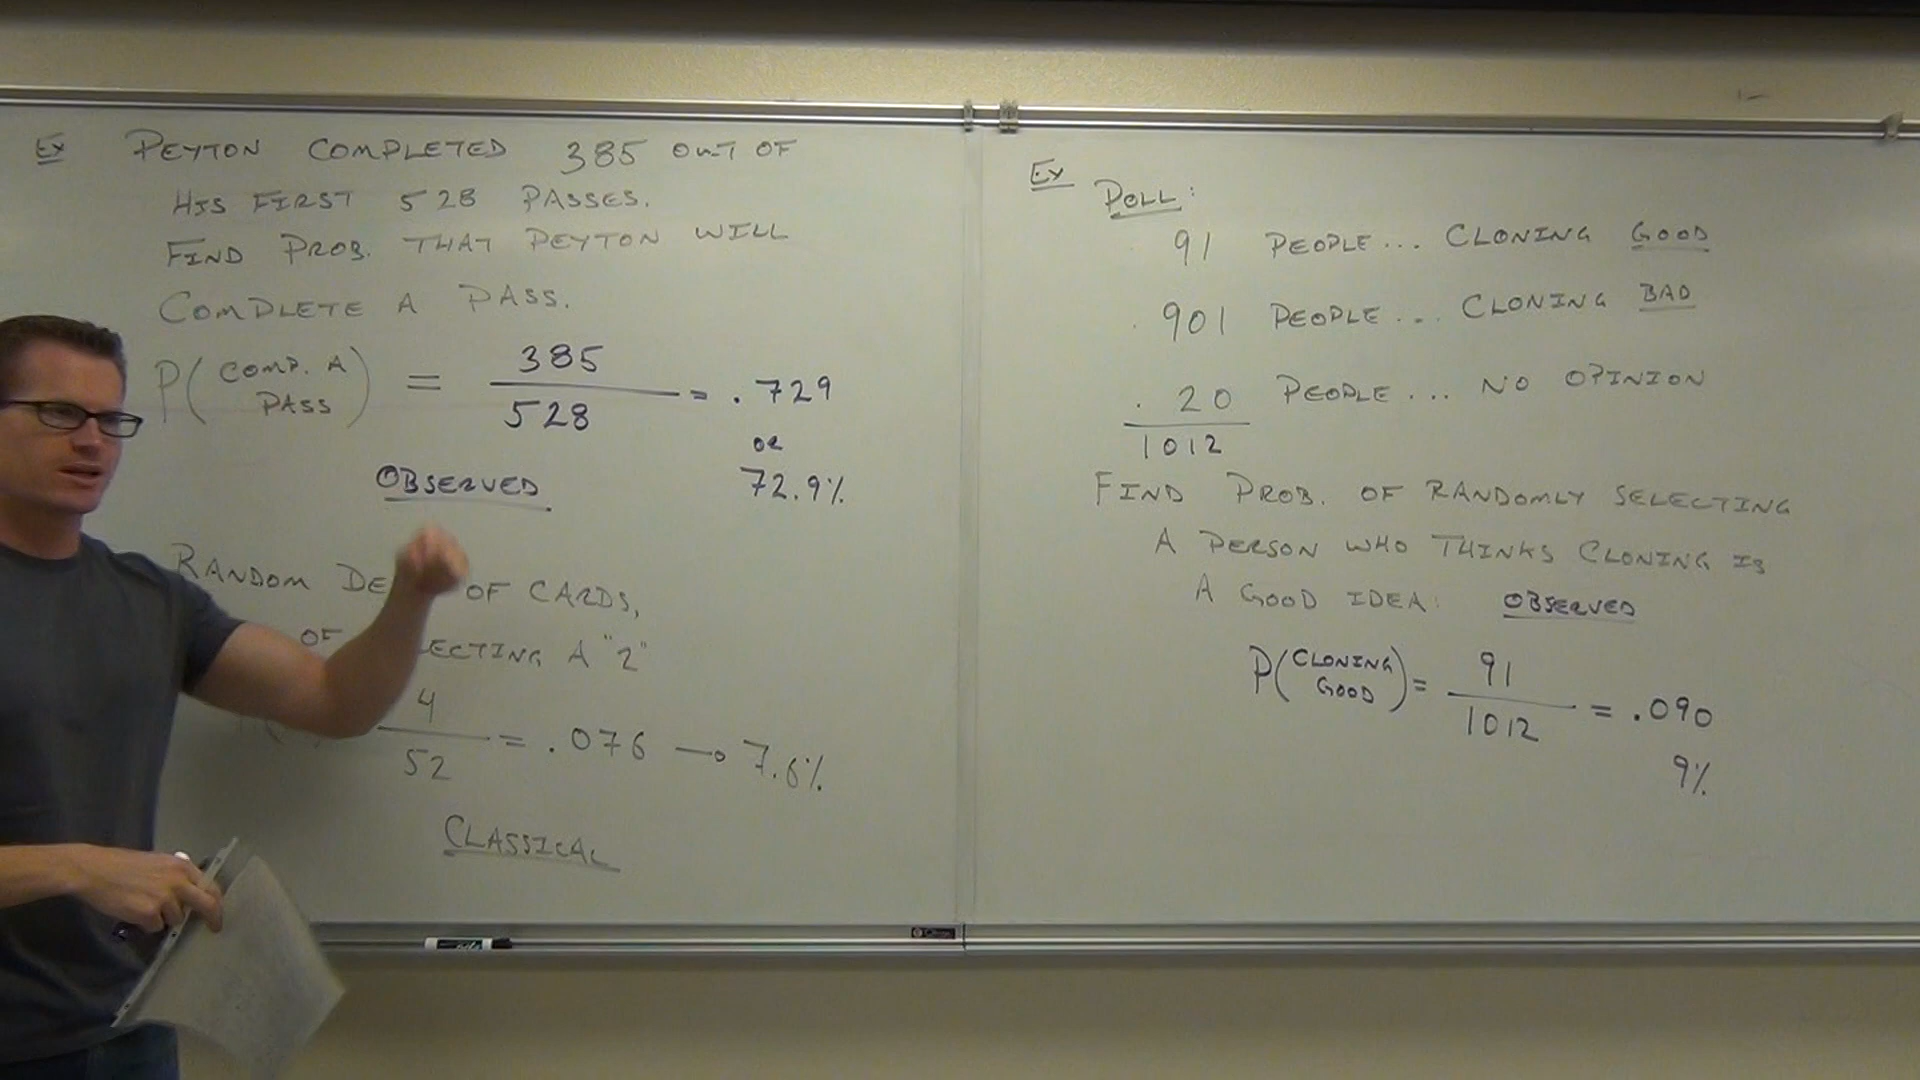 Ex PEYTON COMPLETED 385 OUT OF
HIS FIRST 528 PASSES.
FIND PROB. THAT PEYTON WILL
COMPLETE A PASS.
P( COMP. A PASS ) = 385/528 = .729
or
72.9%
OBSERVED
RANDOM DE OF CARDS,
OF ECTING A "2"
4/52 = .076 → 7.6%
CLASSICAL
Ex POLL:
91 PEOPLE... CLONING GOOD
901 PEOPLE... CLONING BAD
20 PEOPLE... NO OPINION
1012
FIND PROB. OF RANDOMLY SELECTING
A PERSON WHO THINKS CLONING IS
A GOOD IDEA: OBSERVED
P( CLONING GOOD ) = 91/1012 = .090
9%